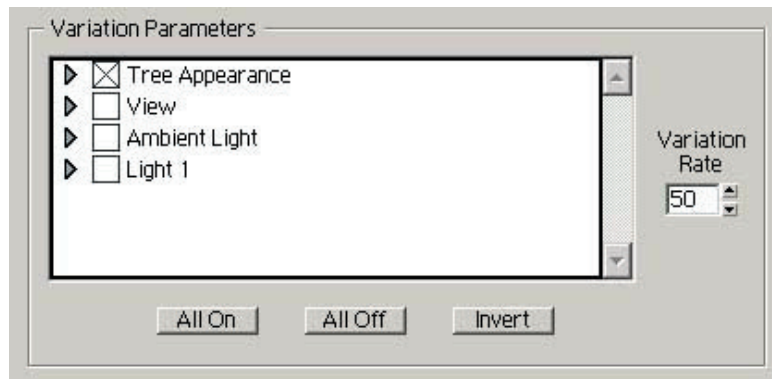 Variation Parameters
Tree Appearance
View
Ambient Light
Light 1
Variation
Rate
50
All On
All Off
Invert